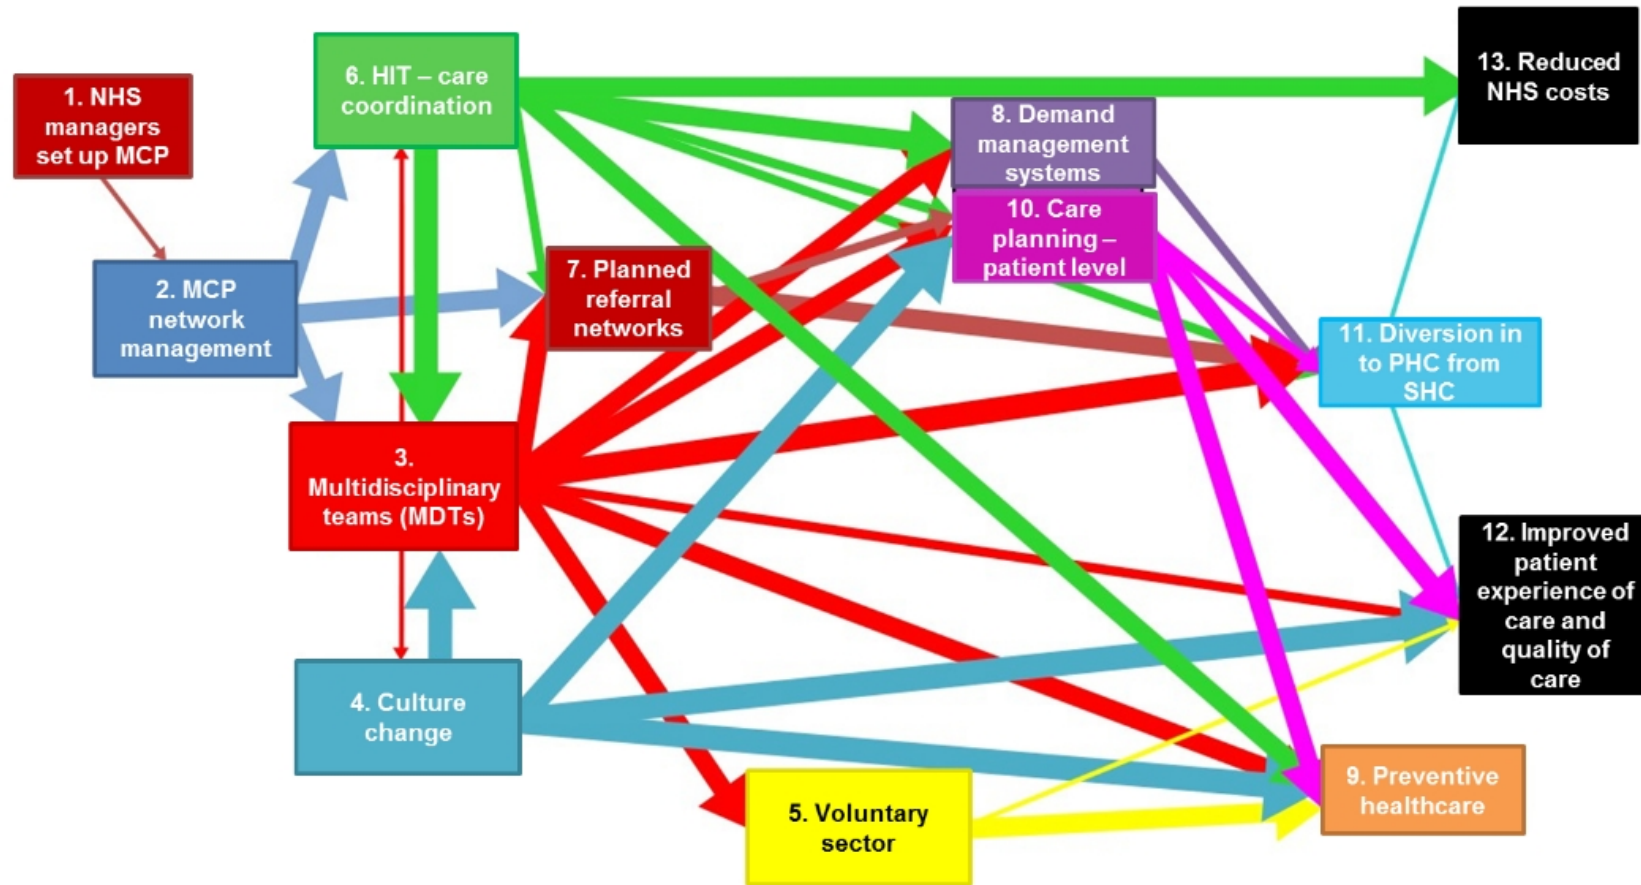 1. NHS
managers
set up MCP
2. MCP
network
management
3.
Multidisciplinary
teams (MDTs)
4. Culture
change
5. Voluntary
sector
6. HIT – care
coordination
7. Planned
referral
networks
8. Demand
management
systems
10. Care
planning –
patient level
11. Diversion in
to PHC from
SHC
13. Reduced
NHS costs
12. Improved
patient
experience of
care and
quality of
care
9. Preventive
healthcare